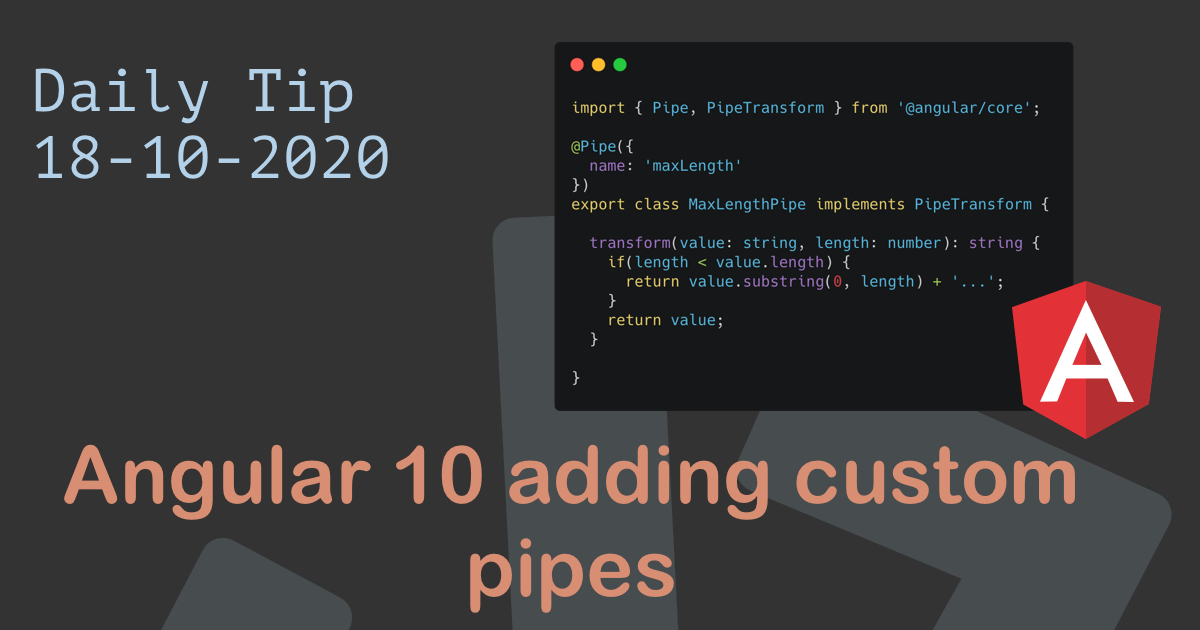 Daily Tip
18-10-2020
import { Pipe, PipeTransform } from '@angular/core';
@Pipe({
  name: 'maxLength'
})
export class MaxLengthPipe implements PipeTransform {
  transform(value: string, length: number): string {
    if(length < value.length) {
      return value.substring(0, length) + '...';
    }
    return value;
  }
}
A
Angular 10 adding custom
pipes